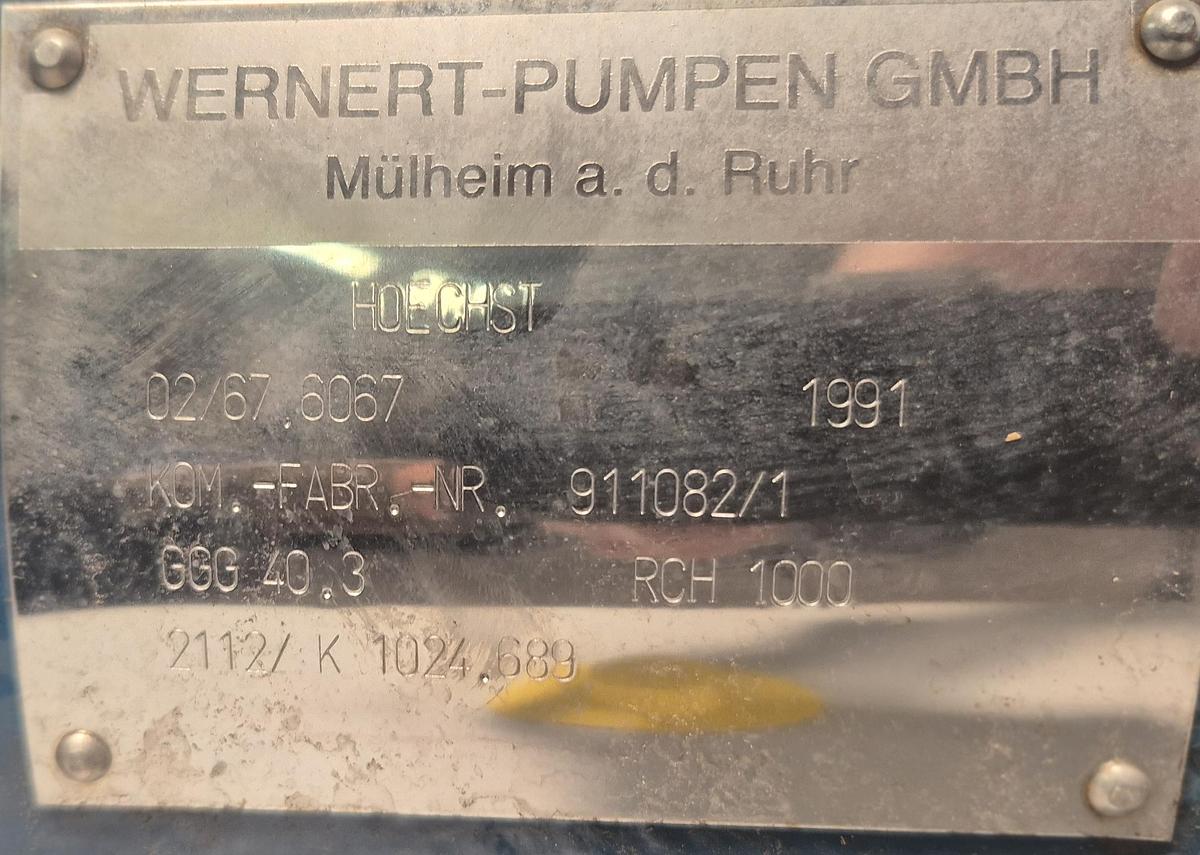 WERNERT-PUMPEN GMBH
Mülheim a. d. Ruhr
HOECHST
02/67.6067 1991
KOM.-FABR.-NR. 911082/1
GGG 40.3 RCH 1000
2112/ K 1024.689